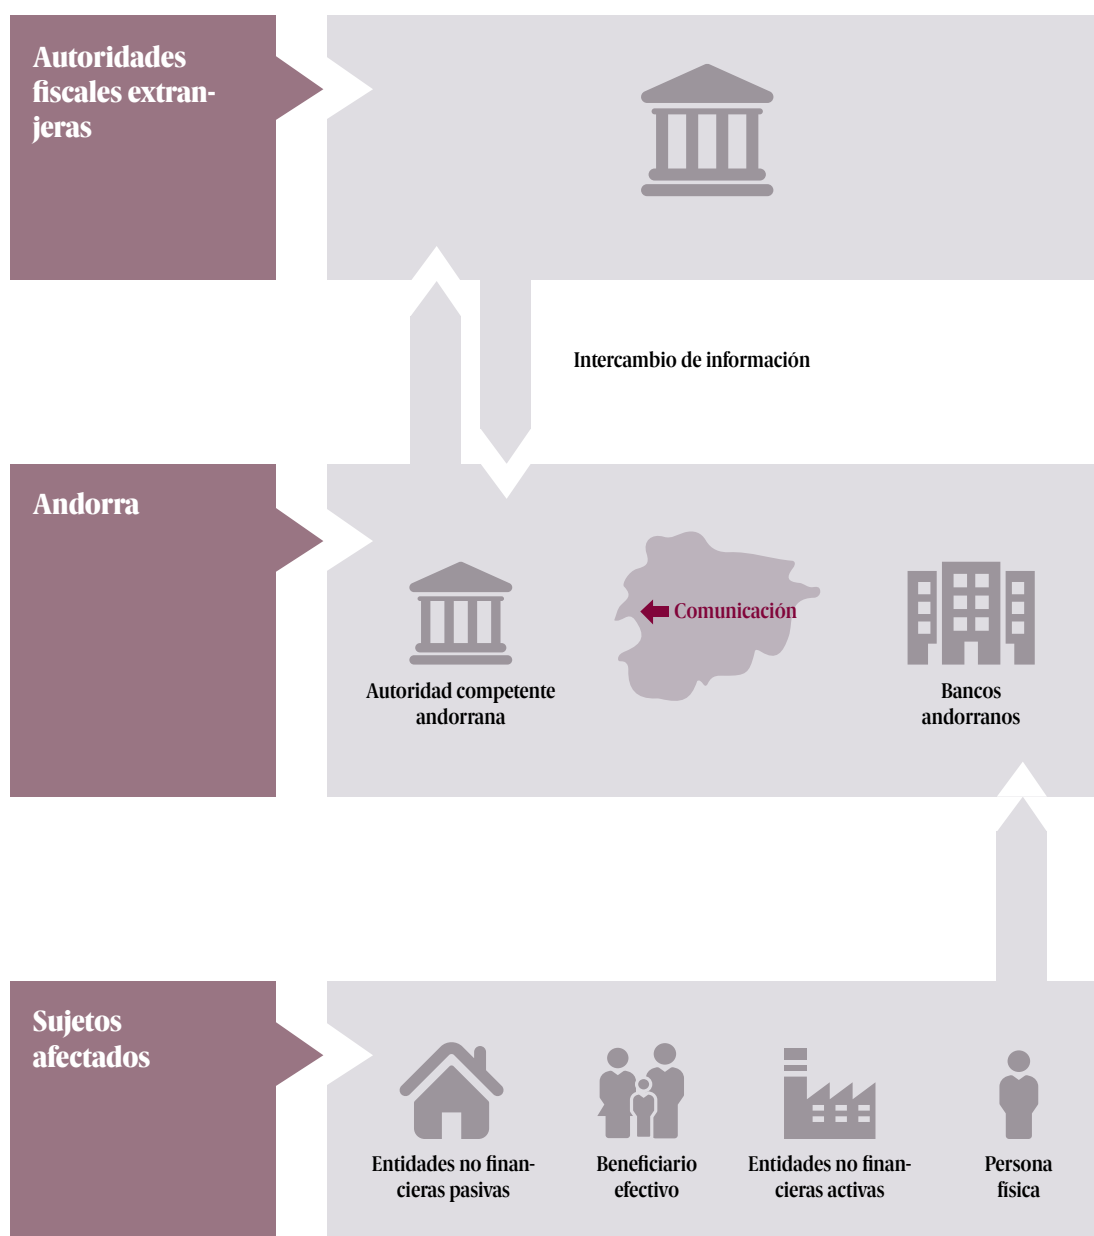 Autoridades
fiscales extran-
jeras
Intercambio de información
Andorra
Comunicación
Autoridad competente
andorrana
Bancos
andorranos
Sujetos
afectados
Entidades no finan-
cieras pasivas
Beneficiario
efectivo
Entidades no finan-
cieras activas
Persona
física